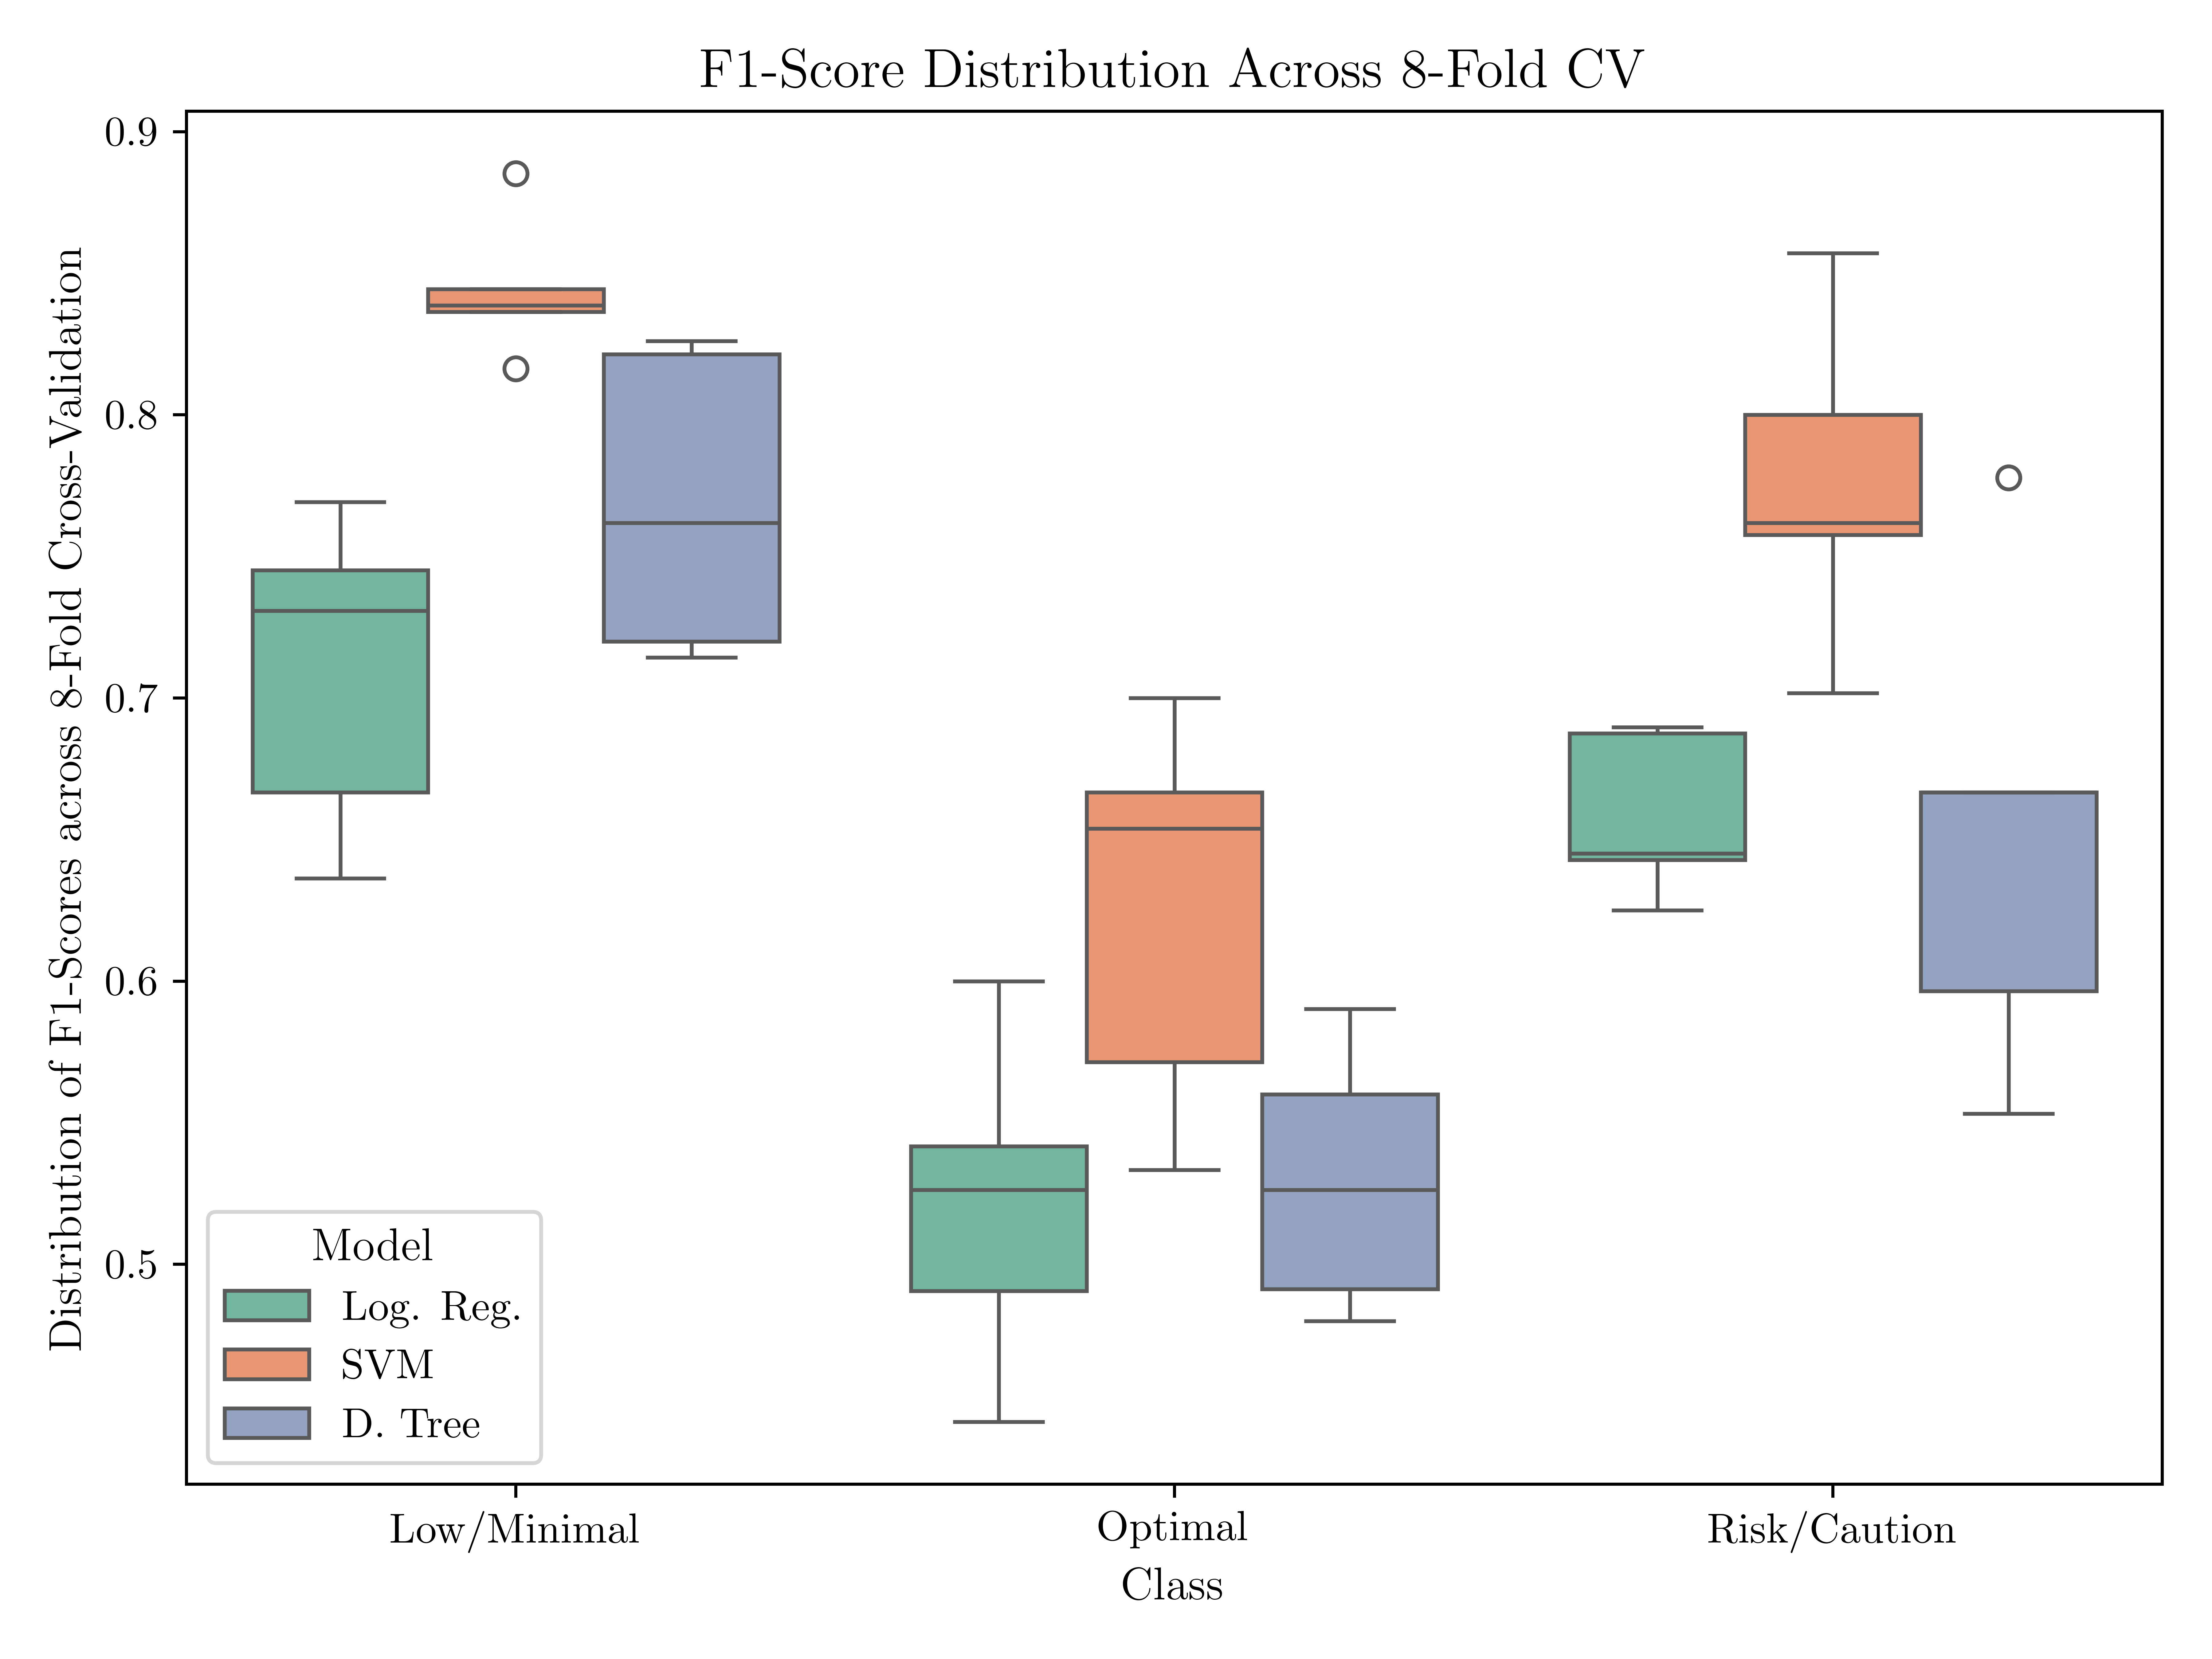 F1-Score Distribution Across 8-Fold CV
Distribution of F1-Scores across 8-Fold Cross-Validation
0.9
0.8
0.7
0.6
0.5
Model
Log. Reg.
SVM
D. Tree
Low/Minimal
Optimal
Risk/Caution
Class